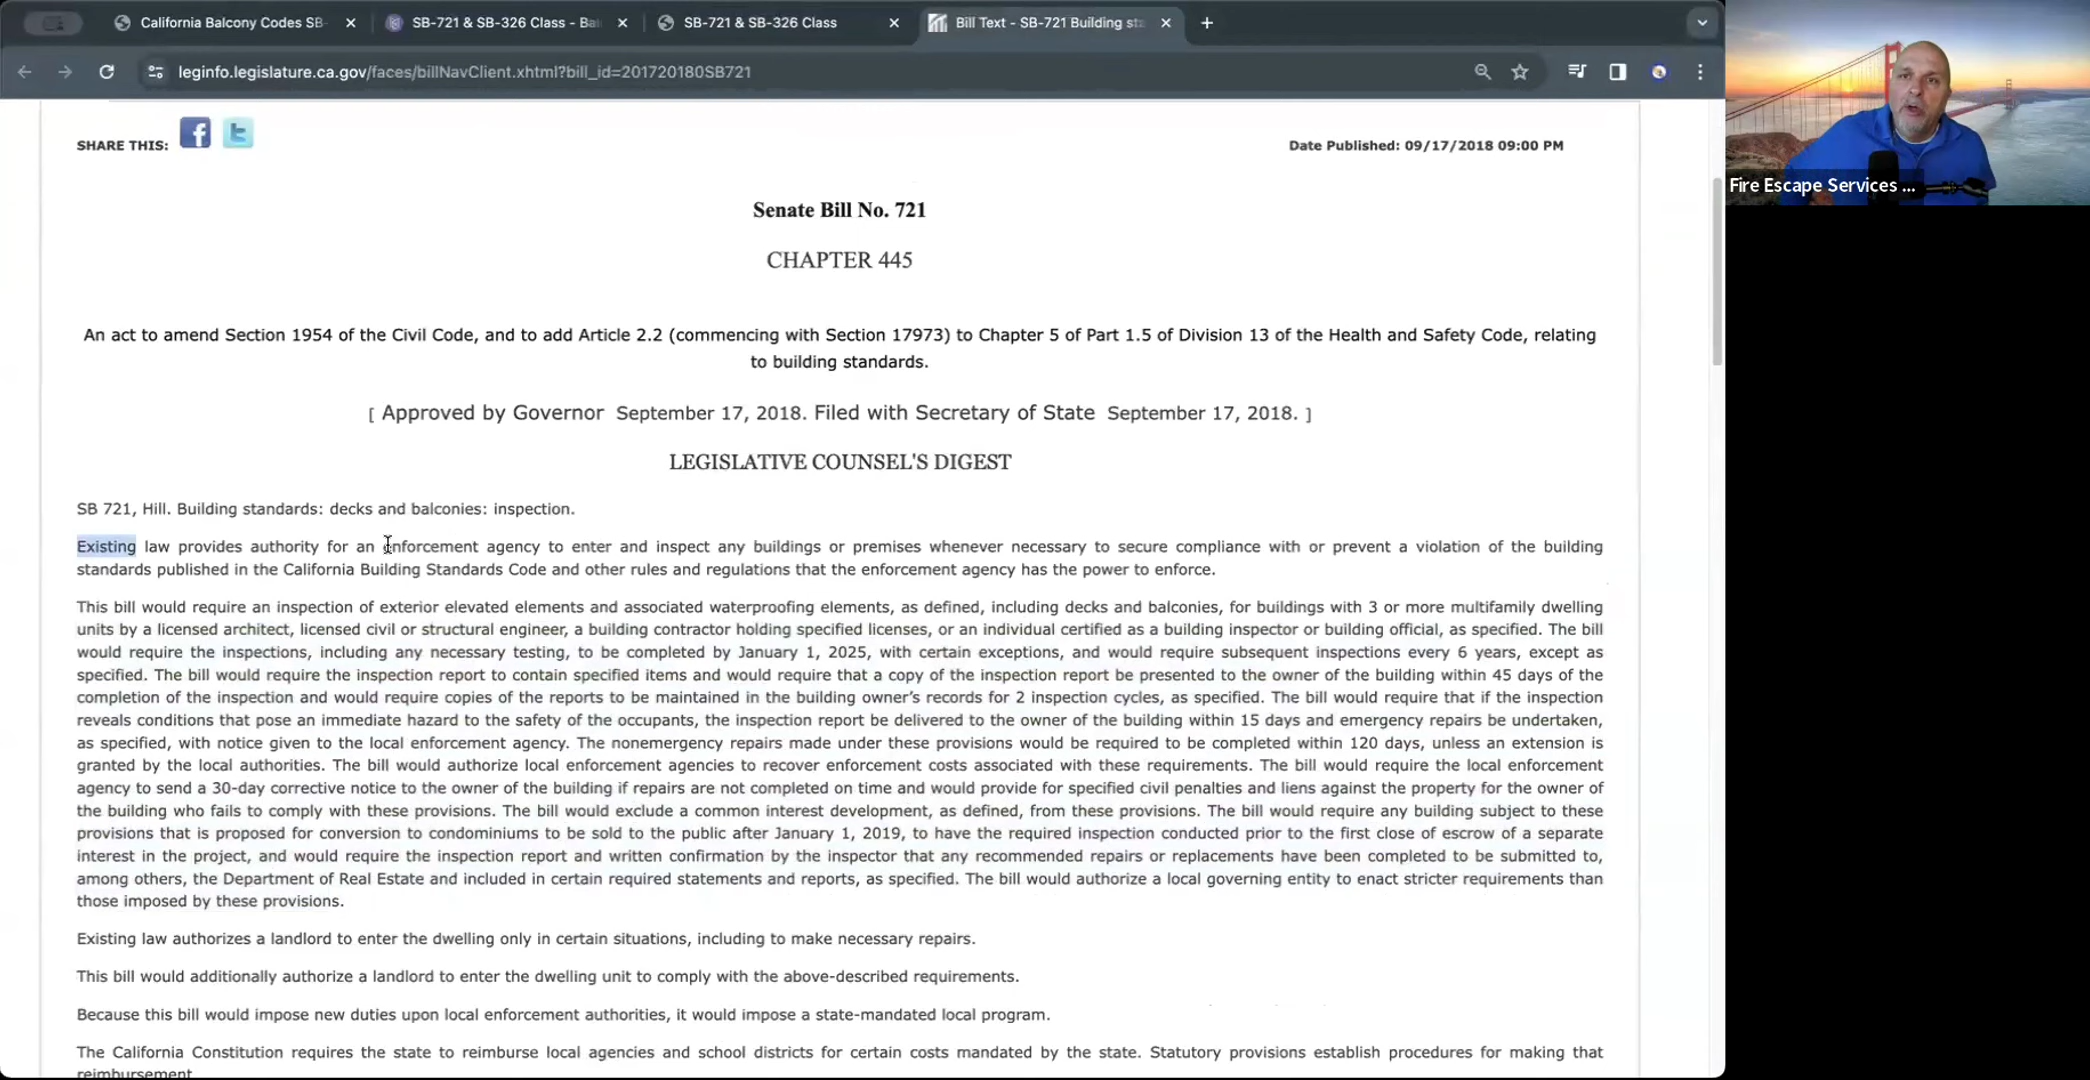 California Balcony Codes SB-
SB-721 & SB-326 Class - Bal
SB-721 & SB-326 Class
Bill Text - SB-721 Building sta
leginfo.legislature.ca.gov/faces/billNavClient.xhtml?bill_id=201720180SB721
Fire Escape Services ...
SHARE THIS:
Date Published: 09/17/2018 09:00 PM
Senate Bill No. 721
CHAPTER 445
An act to amend Section 1954 of the Civil Code, and to add Article 2.2 (commencing with Section 17973) to Chapter 5 of Part 1.5 of Division 13 of the Health and Safety Code, relating
to building standards.
[ Approved by Governor September 17, 2018. Filed with Secretary of State September 17, 2018. ]
LEGISLATIVE COUNSEL'S DIGEST
SB 721, Hill. Building standards: decks and balconies: inspection.
Existing law provides authority for an enforcement agency to enter and inspect any buildings or premises whenever necessary to secure compliance with or prevent a violation of the building
standards published in the California Building Standards Code and other rules and regulations that the enforcement agency has the power to enforce.
This bill would require an inspection of exterior elevated elements and associated waterproofing elements, as defined, including decks and balconies, for buildings with 3 or more multifamily dwelling
units by a licensed architect, licensed civil or structural engineer, a building contractor holding specified licenses, or an individual certified as a building inspector or building official, as specified. The bill
would require the inspections, including any necessary testing, to be completed by January 1, 2025, with certain exceptions, and would require subsequent inspections every 6 years, except as
specified. The bill would require the inspection report to contain specified items and would require that a copy of the inspection report be presented to the owner of the building within 45 days of the
completion of the inspection and would require copies of the reports to be maintained in the building owner's records for 2 inspection cycles, as specified. The bill would require that if the inspection
reveals conditions that pose an immediate hazard to the safety of the occupants, the inspection report be delivered to the owner of the building within 15 days and emergency repairs be undertaken,
as specified, with notice given to the local enforcement agency. The nonemergency repairs made under these provisions would be required to be completed within 120 days, unless an extension is
granted by the local authorities. The bill would authorize local enforcement agencies to recover enforcement costs associated with these requirements. The bill would require the local enforcement
agency to send a 30-day corrective notice to the owner of the building if repairs are not completed on time and would provide for specified civil penalties and liens against the property for the owner of
the building who fails to comply with these provisions. The bill would exclude a common interest development, as defined, from these provisions. The bill would require any building subject to these
provisions that is proposed for conversion to condominiums to be sold to the public after January 1, 2019, to have the required inspection conducted prior to the first close of escrow of a separate
interest in the project, and would require the inspection report and written confirmation by the inspector that any recommended repairs or replacements have been completed to be submitted to,
among others, the Department of Real Estate and included in certain required statements and reports, as specified. The bill would authorize a local governing entity to enact stricter requirements than
those imposed by these provisions.
Existing law authorizes a landlord to enter the dwelling only in certain situations, including to make necessary repairs.
This bill would additionally authorize a landlord to enter the dwelling unit to comply with the above-described requirements.
Because this bill would impose new duties upon local enforcement authorities, it would impose a state-mandated local program.
The California Constitution requires the state to reimburse local agencies and school districts for certain costs mandated by the state. Statutory provisions establish procedures for making that
reimbursement.